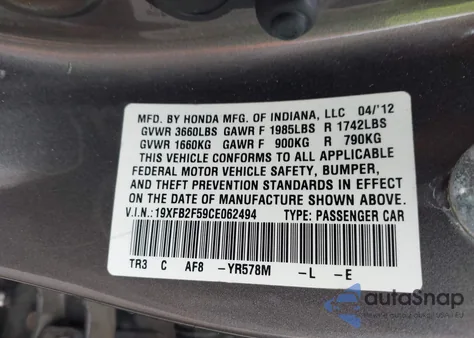 MFD. BY HONDA MFG. OF INDIANA, LLC 04/'12
GVWR 3660LBS GAWR F 1985LBS R 1742LBS
GVWR 1660KG GAWR F 900KG R 790KG
THIS VEHICLE CONFORMS TO ALL APPLICABLE
FEDERAL MOTOR VEHICLE SAFETY, BUMPER,
AND THEFT PREVENTION STANDARDS IN EFFECT
ON THE DATE OF MANUFACTURE SHOWN ABOVE.
V.I.N.: 19XFB2F59CE062494 TYPE: PASSENGER CAR
TR3 C AF8 -YR578M -L -E
autoSnap